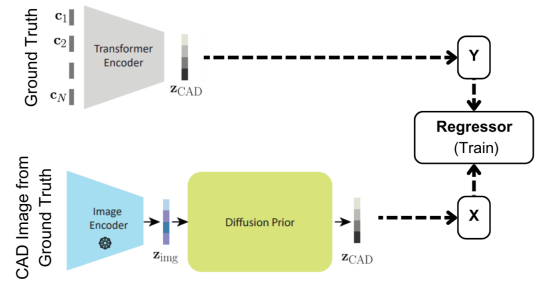 Ground Truth
c1
c2
cN
Transformer
Encoder
zCAD
Y
Regressor
(Train)
X
CAD Image from
Ground Truth
Image
Encoder
zimg
Diffusion Prior
zCAD